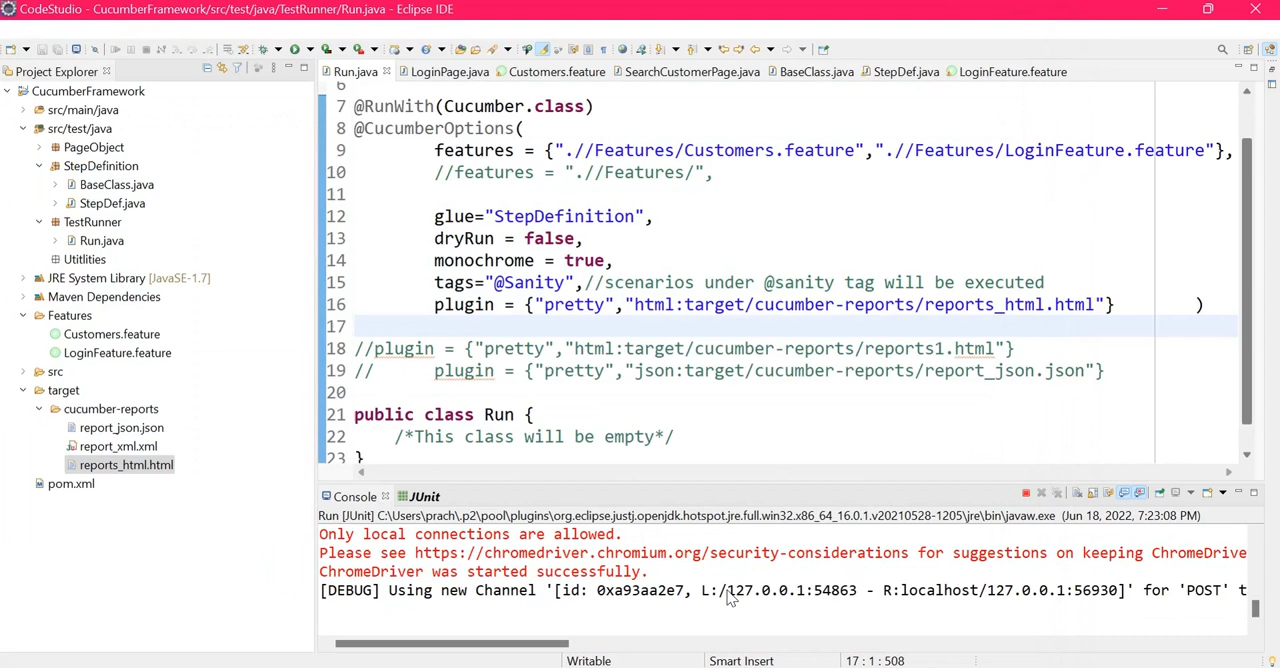 CodeStudio - CucumberFramework/src/test/java/TestRunner/Run.java - Eclipse IDE
Project Explorer
CucumberFramework
src/main/java
src/test/java
PageObject
StepDefinition
BaseClass.java
StepDef.java
TestRunner
Run.java
Utitlities
JRE System Library [JavaSE-1.7]
Maven Dependencies
Features
Customers.feature
LoginFeature.feature
src
target
cucumber-reports
report_json.json
report_xml.xml
reports_html.html
pom.xml
Run.java LoginPage.java Customers.feature SearchCustomerPage.java BaseClass.java StepDef.java LoginFeature.feature
6
7 @RunWith(Cucumber.class)
8 @CucumberOptions(
9 features = {".//Features/Customers.feature",".//Features/LoginFeature.feature"},
10 //features = ".//Features/",
11
12 glue="StepDefinition",
13 dryRun = false,
14 monochrome = true,
15 tags="@Sanity",//scenarios under @sanity tag will be executed
16 plugin = {"pretty","html:target/cucumber-reports/reports_html.html"} )
17
18 //plugin = {"pretty","html:target/cucumber-reports/reports1.html"}
19 // plugin = {"pretty","json:target/cucumber-reports/report_json.json"}
20
21 public class Run {
22 /*This class will be empty*/
23 }
Console JUnit
Run [JUnit] C:\Users\prach\.p2\pool\plugins\org.eclipse.justj.openjdk.hotspot.jre.full.win32.x86_64_16.0.1.v20210528-1205\jre\bin\javaw.exe (Jun 18, 2022, 7:23:08 PM)
Only local connections are allowed.
Please see https://chromedriver.chromium.org/security-considerations for suggestions on keeping ChromeDrive
ChromeDriver was started successfully.
[DEBUG] Using new Channel '[id: 0xa93aa2e7, L:/127.0.0.1:54863 - R:localhost/127.0.0.1:56930]' for 'POST' t
Writable Smart Insert 17 : 1 : 508